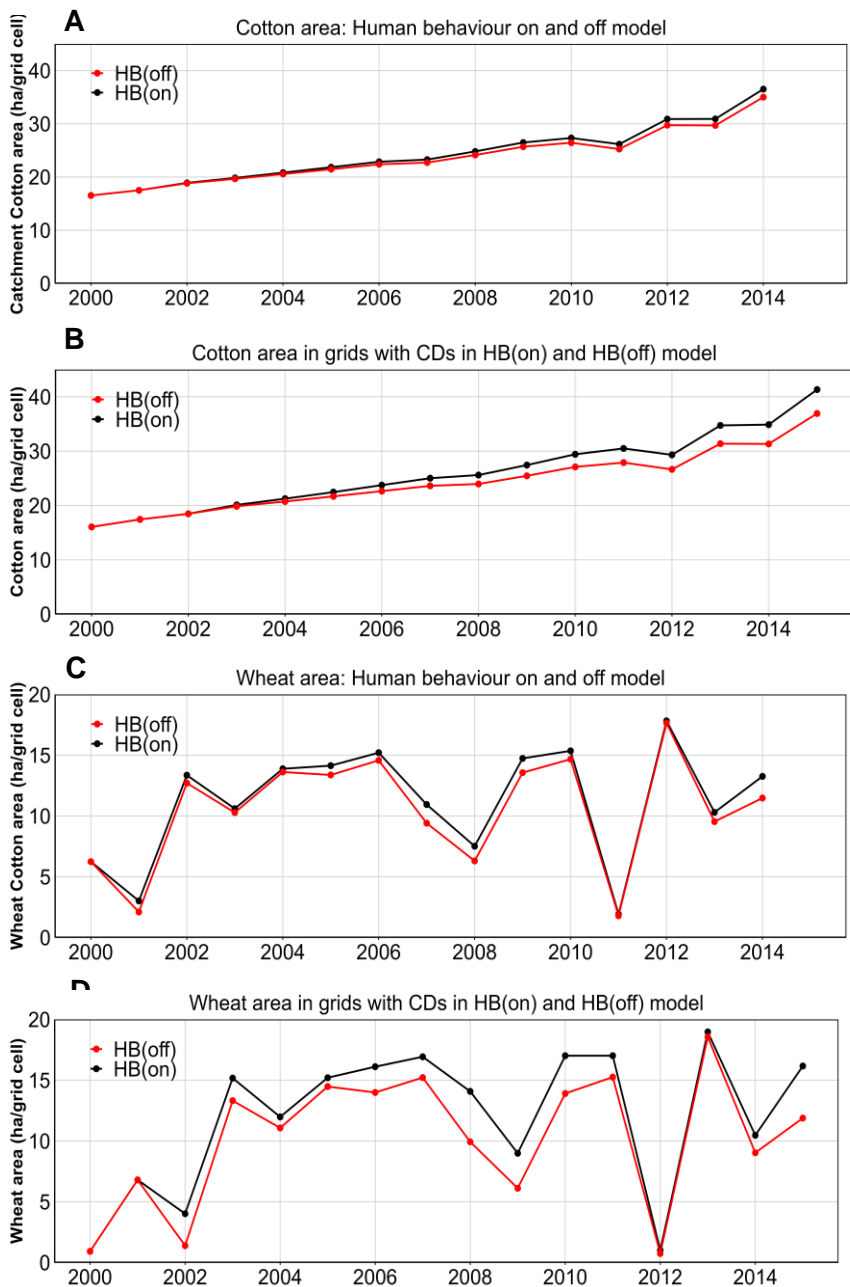 A
Cotton area: Human behaviour on and off model
Catchment Cotton area (ha/grid cell)
40
30
20
10
0
HB(off)
HB(on)
2000 2002 2004 2006 2008 2010 2012 2014
B
Cotton area in grids with CDs in HB(on) and HB(off) model
Cotton area (ha/grid cell)
40
30
20
10
0
HB(off)
HB(on)
2000 2002 2004 2006 2008 2010 2012 2014
C
Wheat area: Human behaviour on and off model
Wheat Cotton area (ha/grid cell)
20
15
10
5
0
HB(off)
HB(on)
2000 2002 2004 2006 2008 2010 2012 2014
D
Wheat area in grids with CDs in HB(on) and HB(off) model
Wheat area (ha/grid cell)
20
15
10
5
0
HB(off)
HB(on)
2000 2002 2004 2006 2008 2010 2012 2014